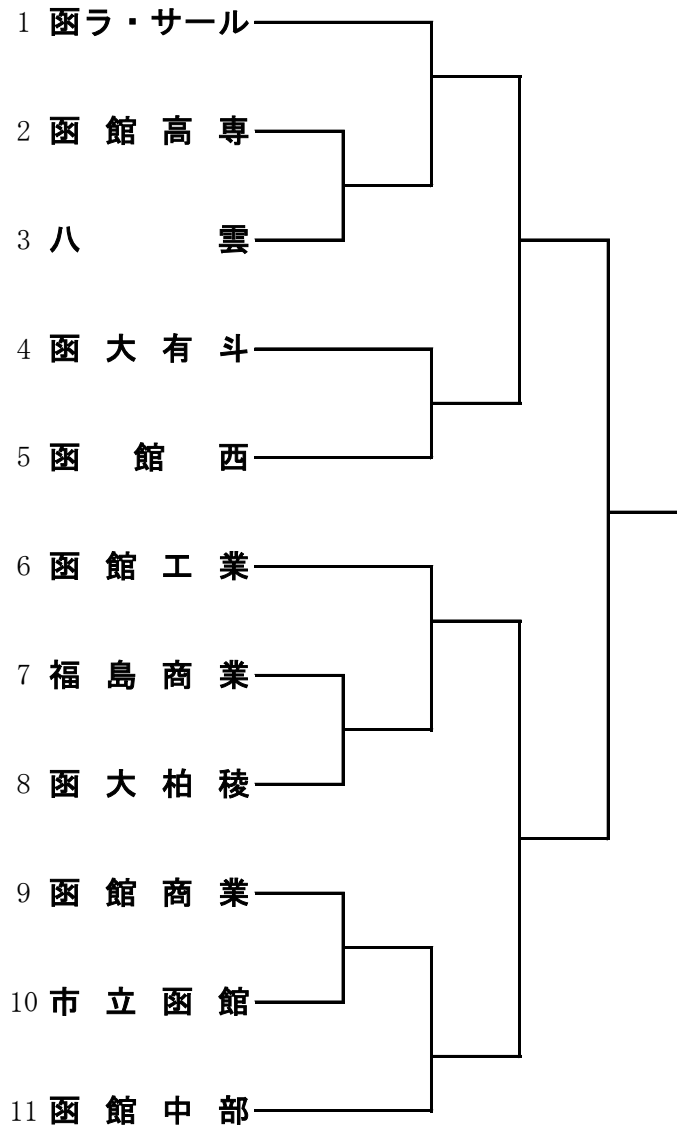 1 函ラ・サール
2 函館高専
3 八雲
4 函大有斗
5 函館西
6 函館工業
7 福島商業
8 函大柏稜
9 函館商業
10 市立函館
11 函館中部